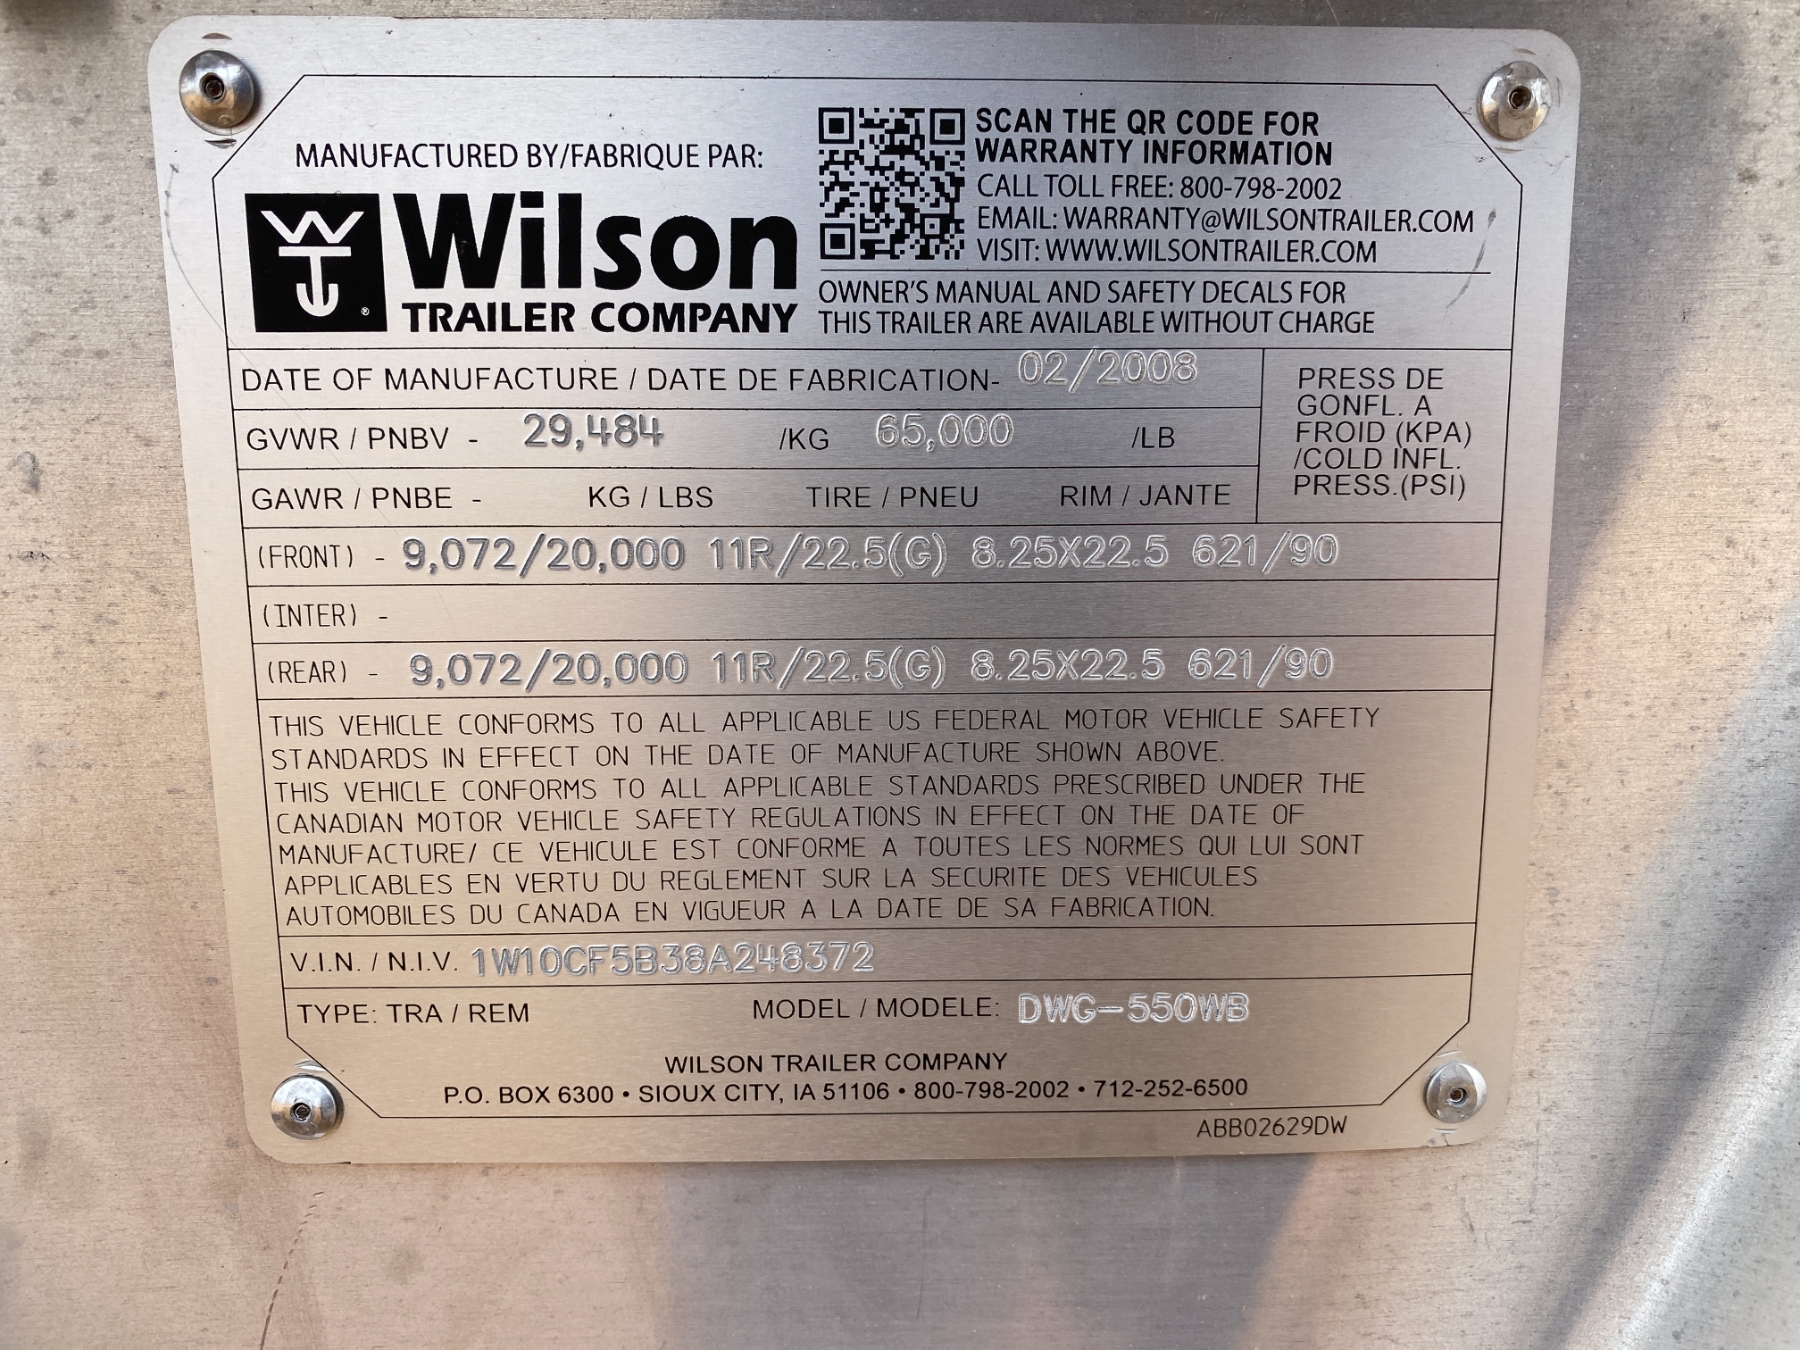 MANUFACTURED BY/FABRIQUE PAR:
WT
®
Wilson
TRAILER COMPANY
SCAN THE QR CODE FOR
WARRANTY INFORMATION
CALL TOLL FREE: 800-798-2002
EMAIL: WARRANTY@WILSONTRAILER.COM
VISIT: WWW.WILSONTRAILER.COM
OWNER'S MANUAL AND SAFETY DECALS FOR
THIS TRAILER ARE AVAILABLE WITHOUT CHARGE
DATE OF MANUFACTURE / DATE DE FABRICATION- 02/2008
GVWR / PNBV - 29,484 /KG 65,000 /LB
GAWR / PNBE - KG / LBS TIRE / PNEU RIM / JANTE
PRESS DE
GONFL. A
FROID (KPA)
/COLD INFL.
PRESS.(PSI)
(FRONT) - 9,072/20,000 11R/22.5(G) 8.25X22.5 621/90
(INTER) -
(REAR) - 9,072/20,000 11R/22.5(G) 8.25X22.5 621/90
THIS VEHICLE CONFORMS TO ALL APPLICABLE US FEDERAL MOTOR VEHICLE SAFETY
STANDARDS IN EFFECT ON THE DATE OF MANUFACTURE SHOWN ABOVE.
THIS VEHICLE CONFORMS TO ALL APPLICABLE STANDARDS PRESCRIBED UNDER THE
CANADIAN MOTOR VEHICLE SAFETY REGULATIONS IN EFFECT ON THE DATE OF
MANUFACTURE/ CE VEHICULE EST CONFORME A TOUTES LES NORMES QUI LUI SONT
APPLICABLES EN VERTU DU REGLEMENT SUR LA SECURITE DES VEHICULES
AUTOMOBILES DU CANADA EN VIGUEUR A LA DATE DE SA FABRICATION.
V.I.N. / N.I.V. 1W10CF5B38A248372
TYPE: TRA / REM MODEL / MODELE: DWG-550WB
WILSON TRAILER COMPANY
P.O. BOX 6300 • SIOUX CITY, IA 51106 • 800-798-2002 • 712-252-6500
ABB02629DW